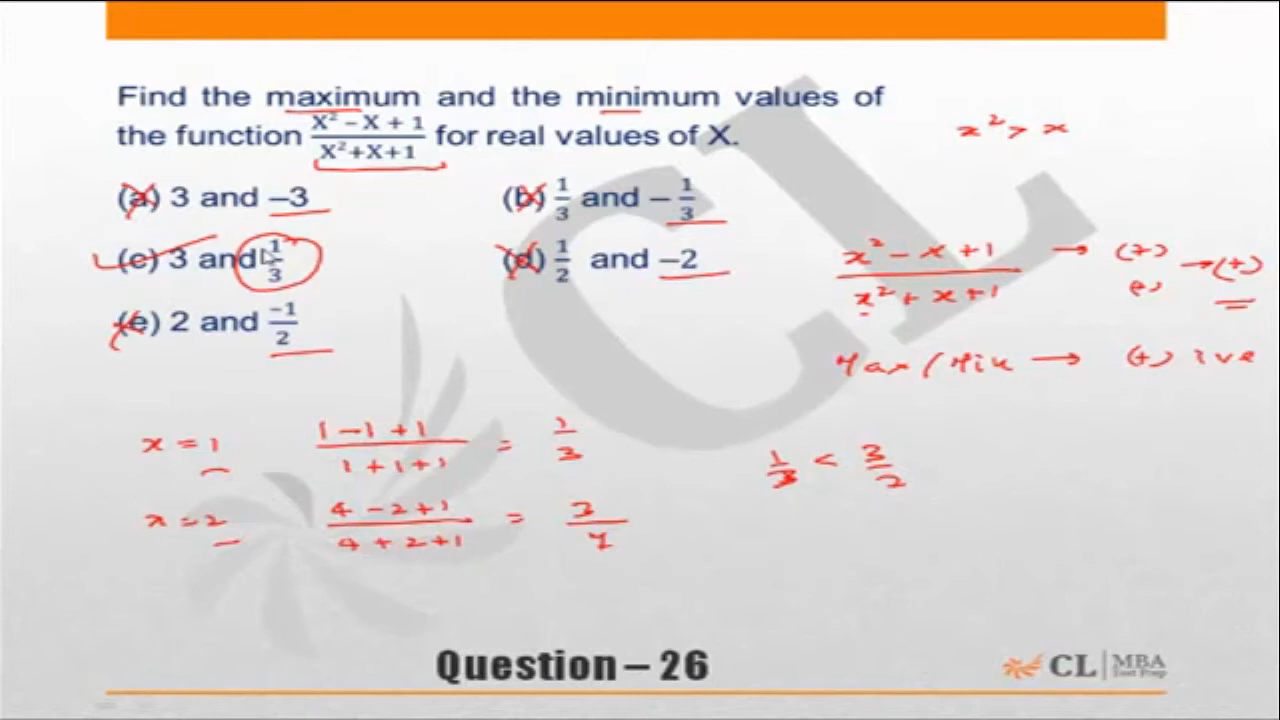 Find the maximum and the minimum values of
the function X² – X + 1 / X²+X+1 for real values of X.
x² > x
(a) 3 and –3
(b) 1/3 and – 1/3
(c) 3 and 1/3
(d) 1/2 and –2
(e) 2 and -1/2
x² – x + 1 / x² + x + 1 → (+) → (+)
Max/Min → (+) ive
x = 1 1 – 1 + 1 / 1 + 1 + 1 = 1/3
x = 2 4 – 2 + 1 / 4 + 2 + 1 = 3/7
1/3 < 3/2
CL
Question – 26
CL | MBA
Test Prep